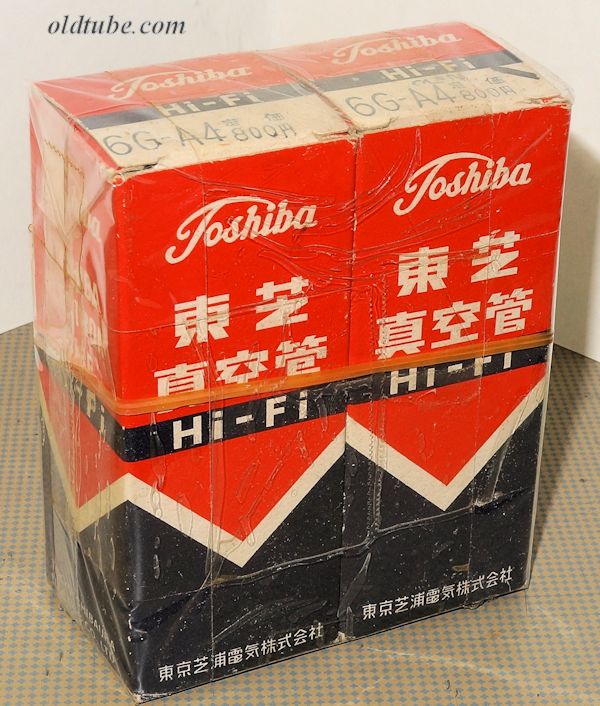 oldtube.com
Toshiba
Hi-Fi
6G-A4 定価 800円
Toshiba
Hi-Fi
6G-A4 定価 800円
Toshiba
東芝
真空管
Hi-Fi
東京芝浦電気株式会社
Toshiba
東芝
真空管
Hi-Fi
東京芝浦電気株式会社